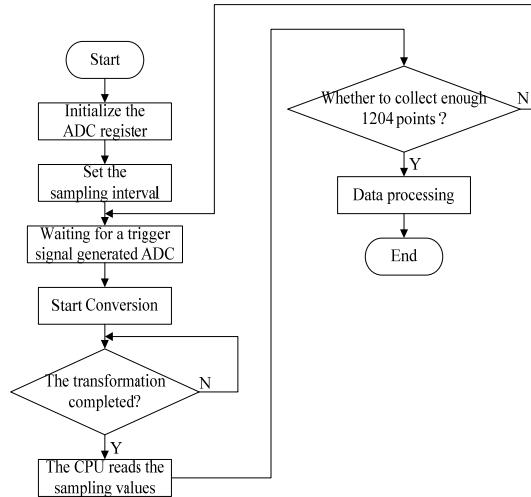 Start
Initialize the
ADC register
Set the
sampling interval
Waiting for a trigger
signal generated ADC
Start Conversion
The transformation
completed?
N
Y
The CPU reads the
sampling values
Whether to collect enough
1204 points ?
N
Y
Data processing
End